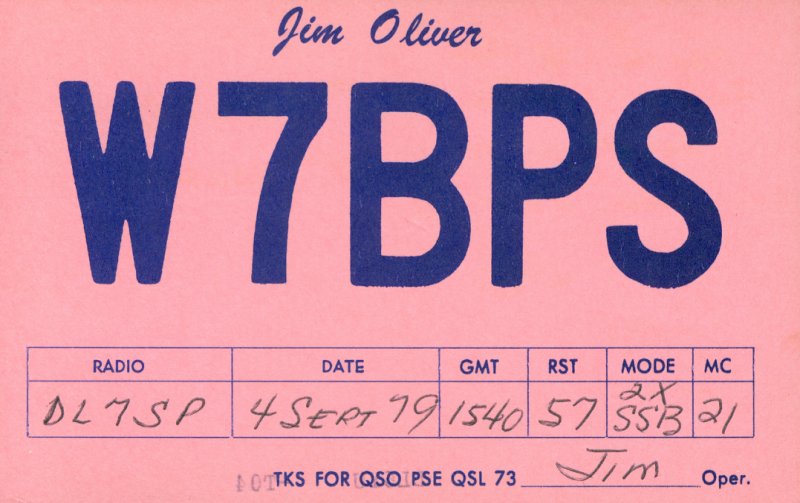 Jim Oliver
W7BPS
RADIO DATE GMT RST MODE MC
DL7SP 4 SEPT 79 1540 57 2X SSB 21
TKS FOR QSO PSE QSL 73 Jim Oper.